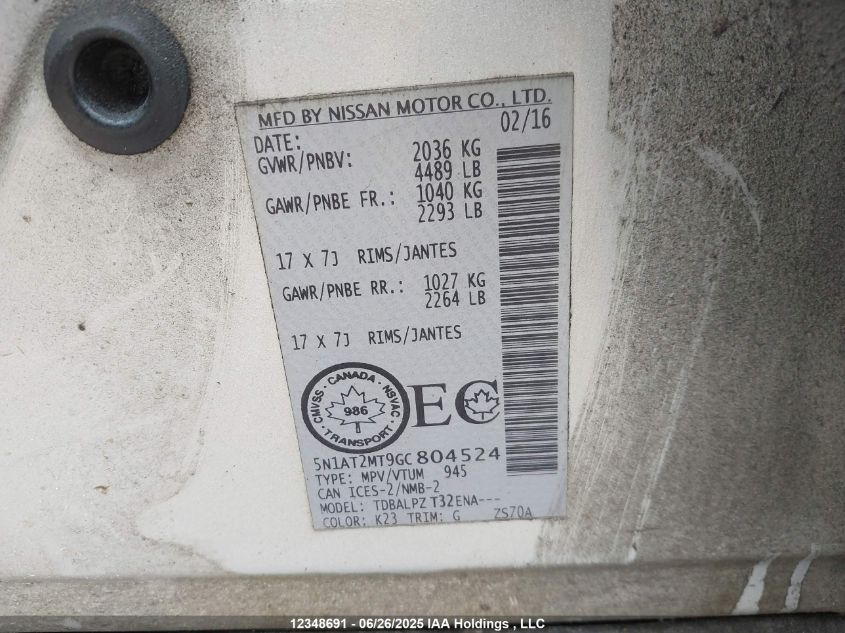 MFD BY NISSAN MOTOR CO., LTD.
DATE: 02/16
GVWR/PNBV: 2036 KG
4489 LB
GAWR/PNBE FR.: 1040 KG
2293 LB
17 X 7J RIMS/JANTES
GAWR/PNBE RR.: 1027 KG
2264 LB
17 X 7J RIMS/JANTES
CMVSS · CANADA · NSVAC · TRANSPORT
986
EC
5N1AT2MT9GC804524
TYPE: MPV/VTUM 945
CAN ICES-2/NMB-2
MODEL: TDBALPZ T32ENA---
COLOR: K23 TRIM: G ZS70A
12348691 - 06/26/2025 IAA Holdings , LLC